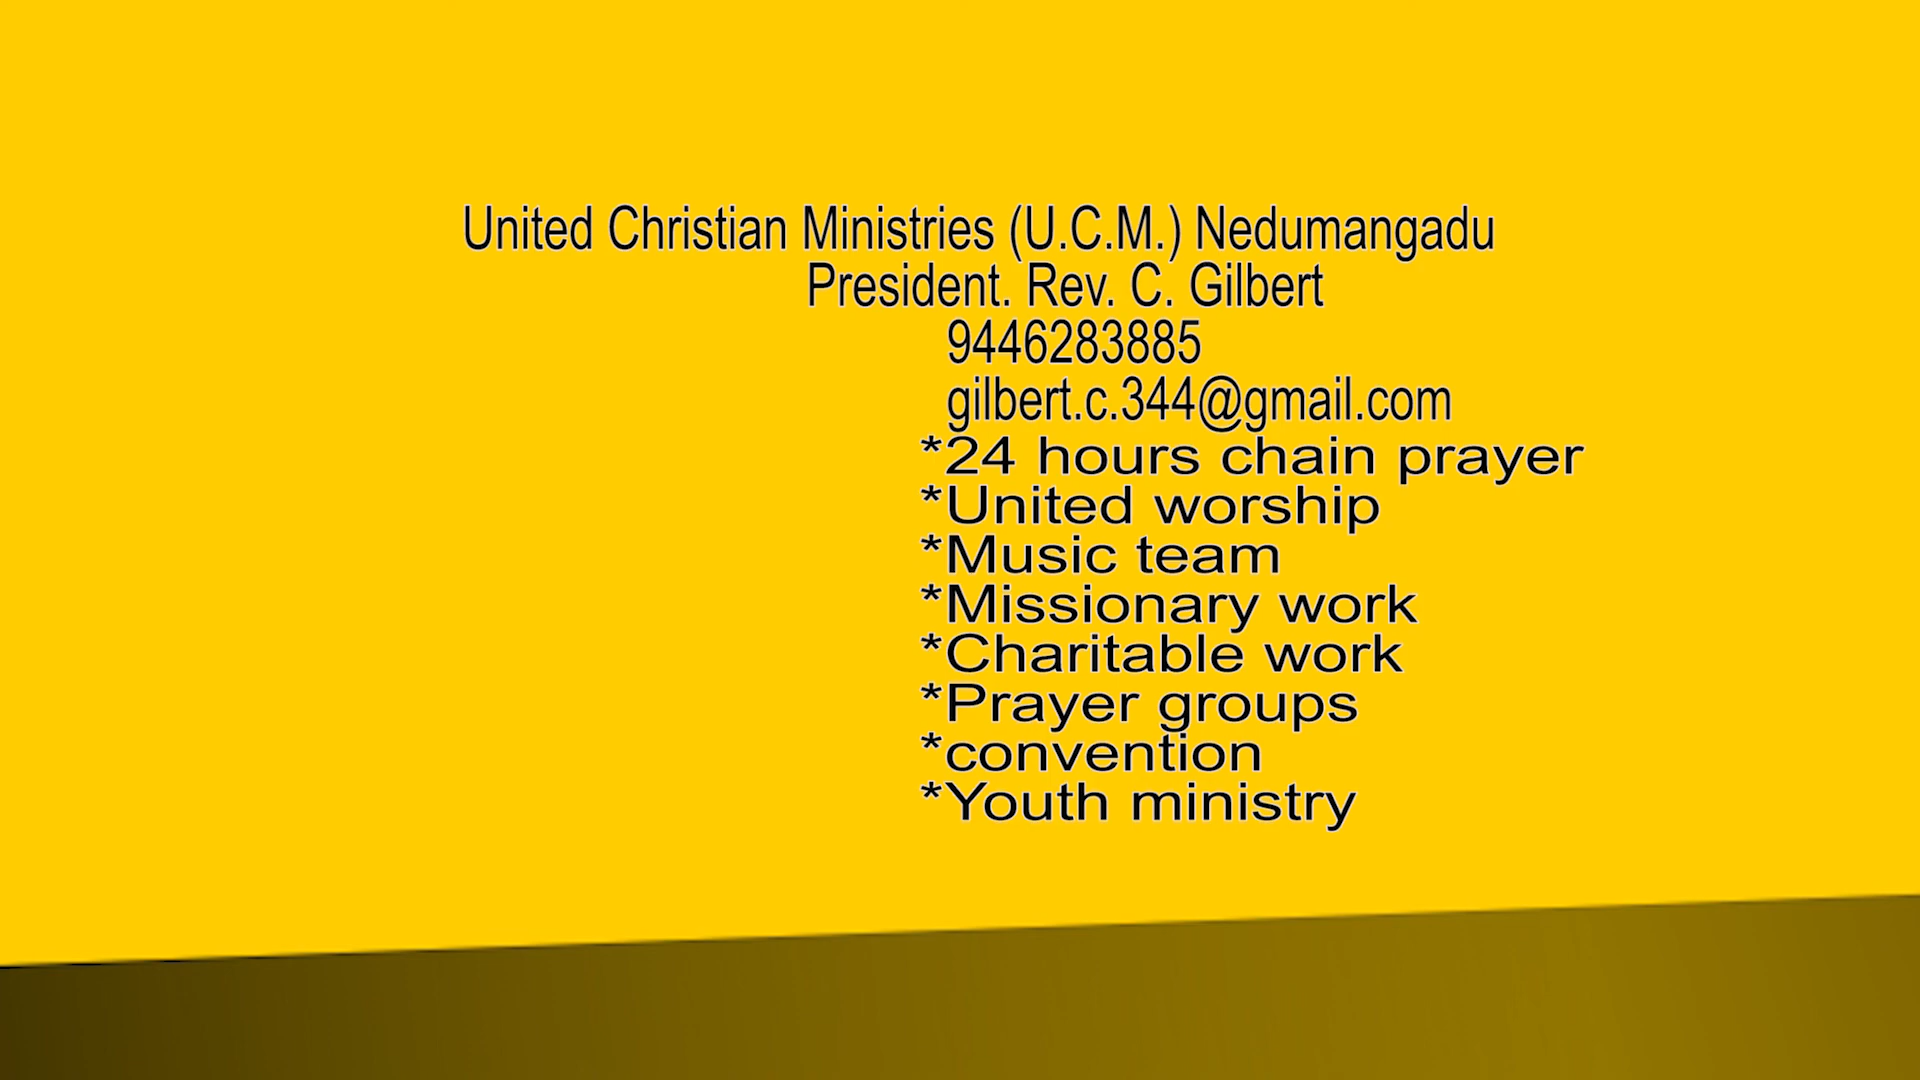 United Christian Ministries (U.C.M.) Nedumangadu
President. Rev. C. Gilbert
9446283885
gilbert.c.344@gmail.com
*24 hours chain prayer
*United worship
*Music team
*Missionary work
*Charitable work
*Prayer groups
*convention
*Youth ministry